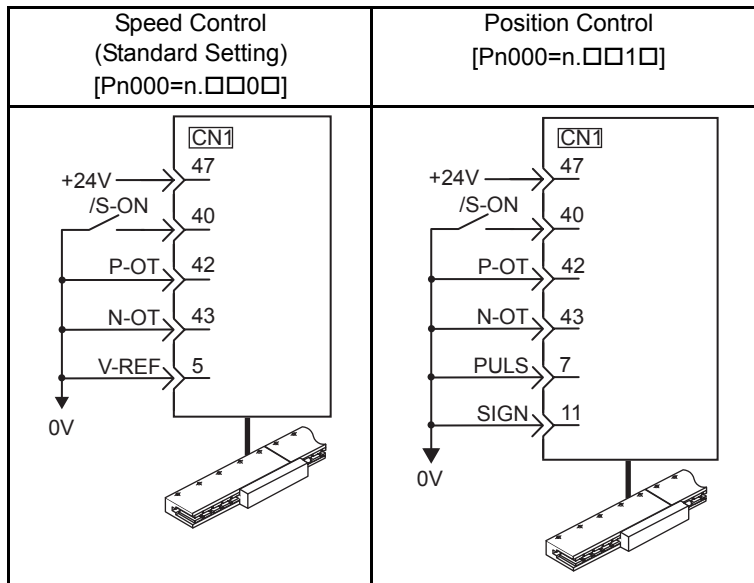 Speed Control
(Standard Setting)
[Pn000=n.□□0□]
Position Control
[Pn000=n.□□1□]
CN1
+24V 47
/S-ON 40
P-OT 42
N-OT 43
V-REF 5
0V
CN1
+24V 47
/S-ON 40
P-OT 42
N-OT 43
PULS 7
SIGN 11
0V